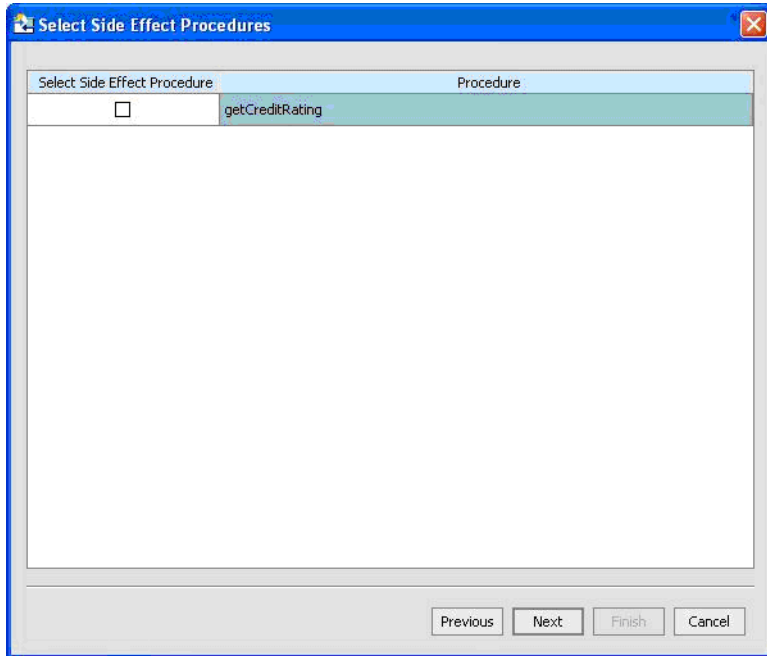 Select Side Effect Procedures
Select Side Effect Procedure Procedure
getCreditRating
Previous Next Finish Cancel